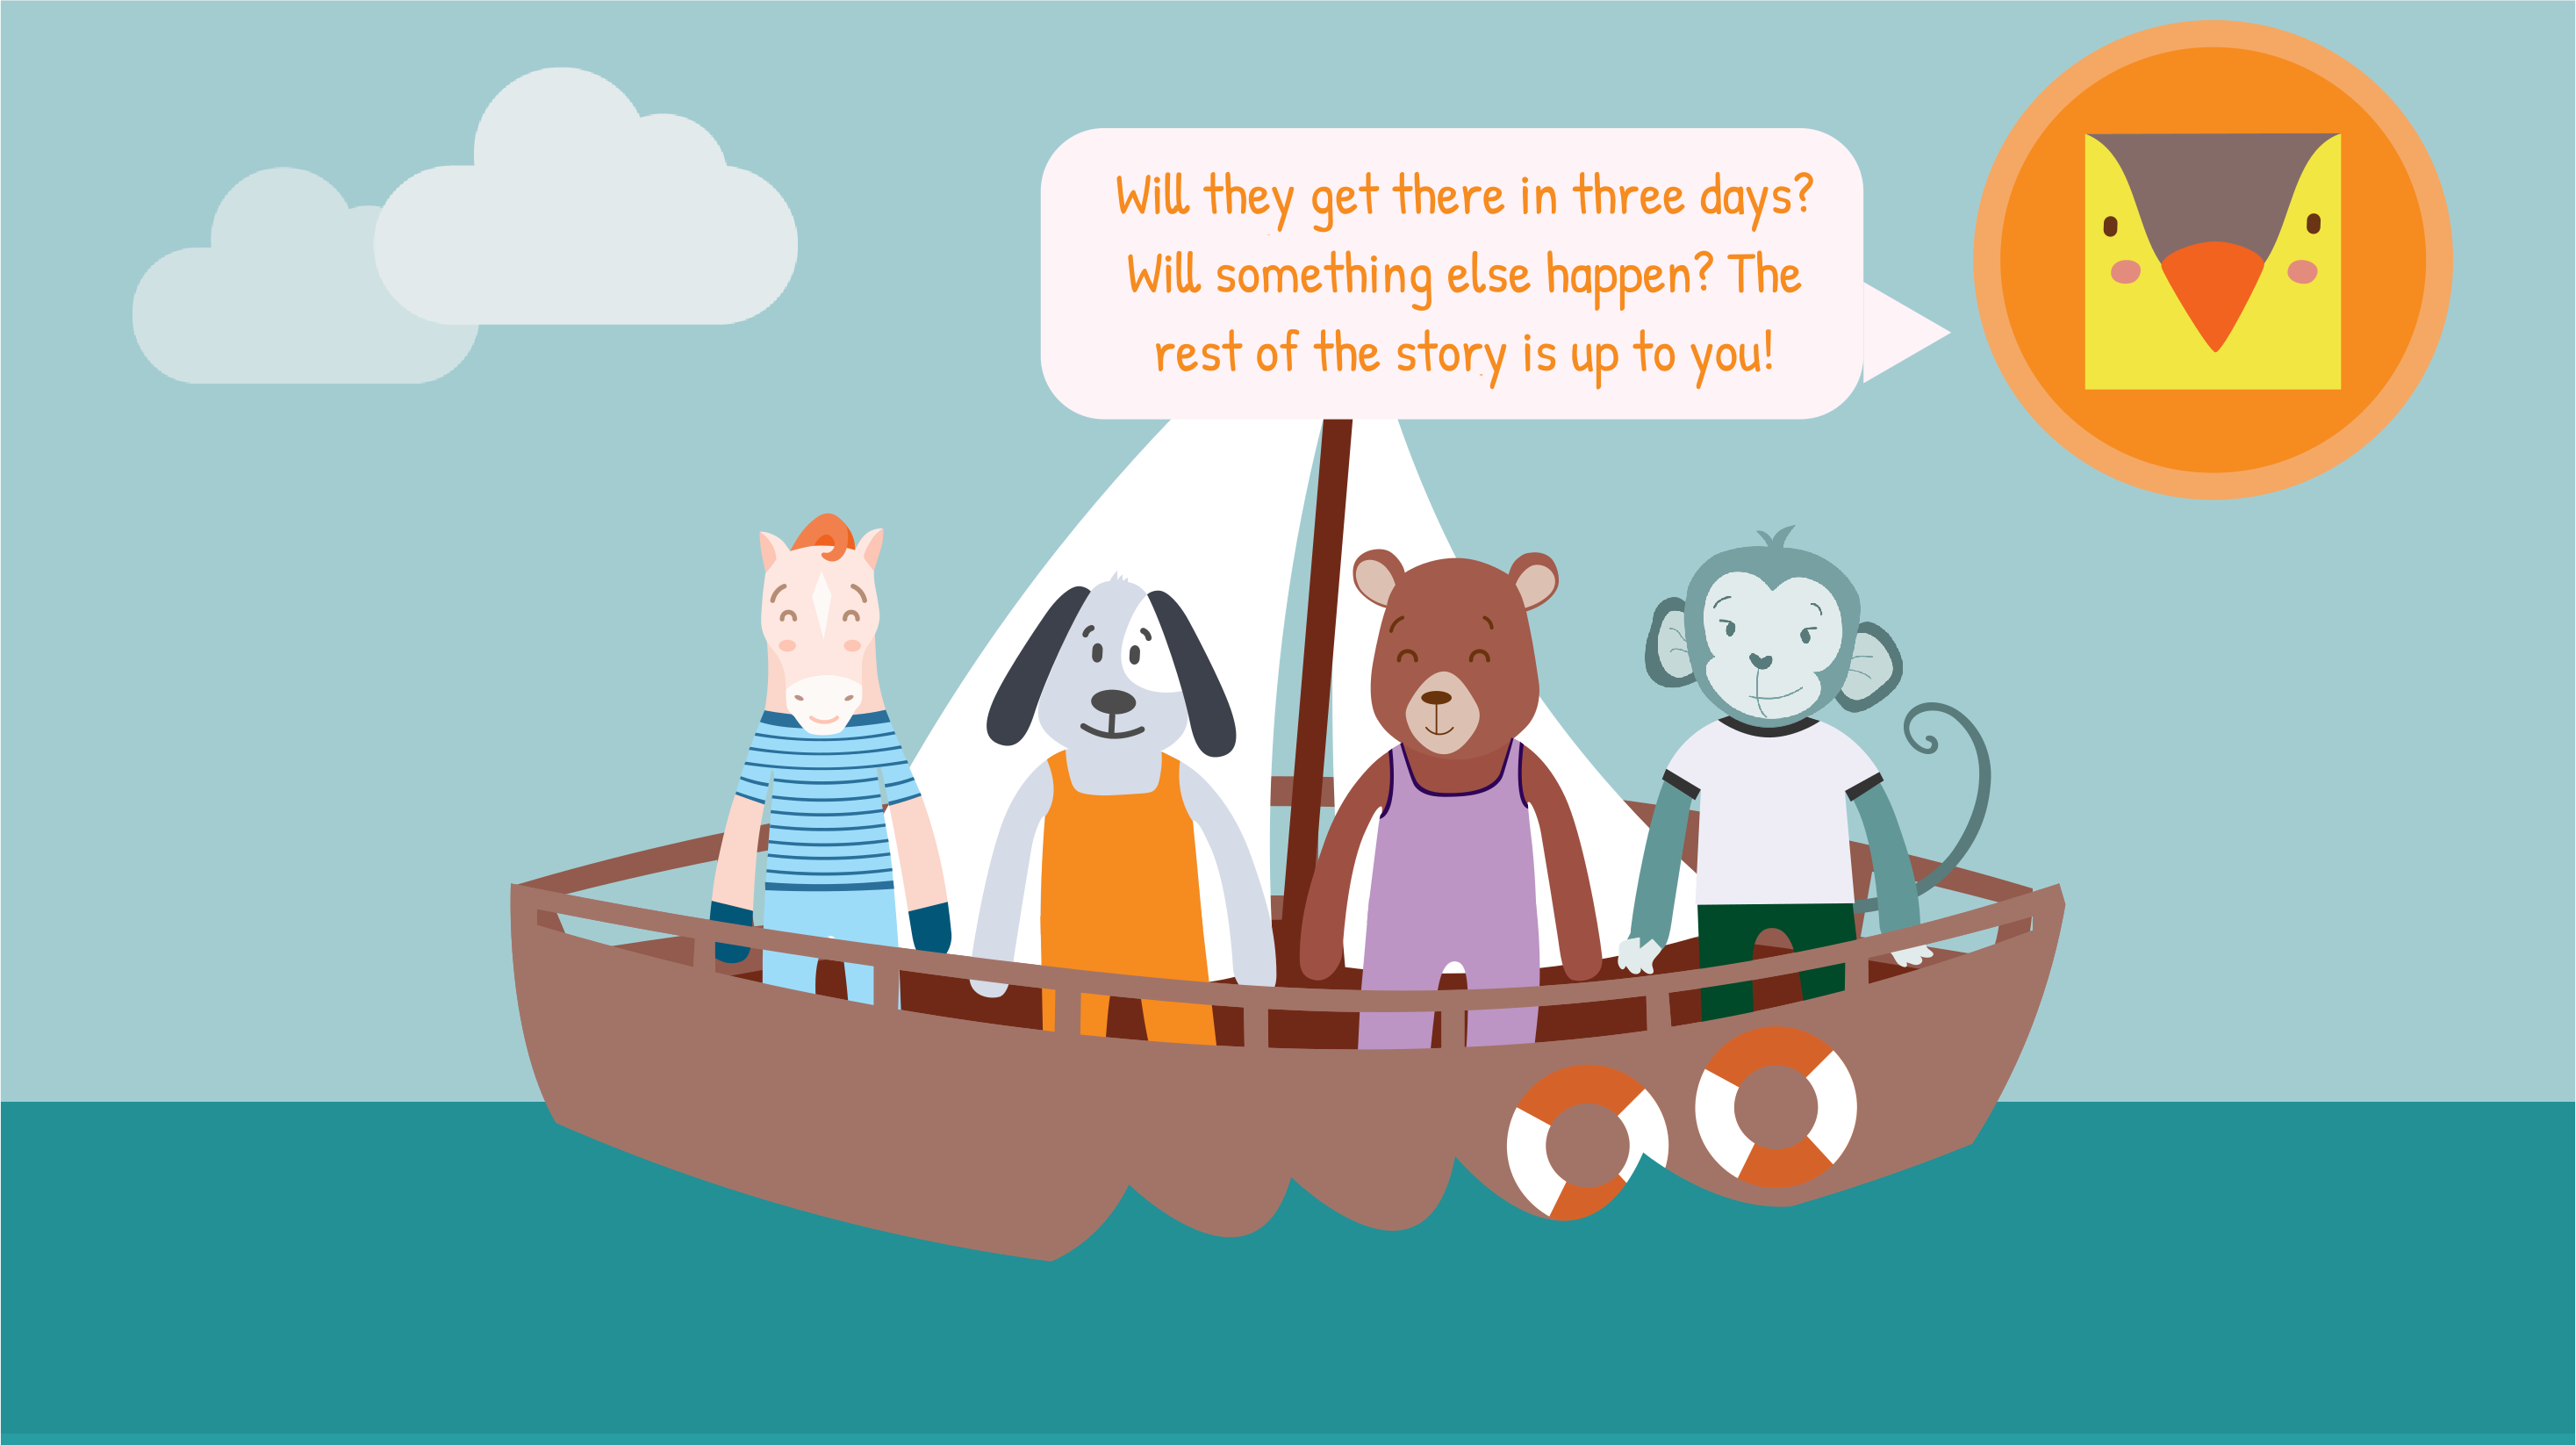 Will they get there in three days?
Will something else happen? The
rest of the story is up to you!